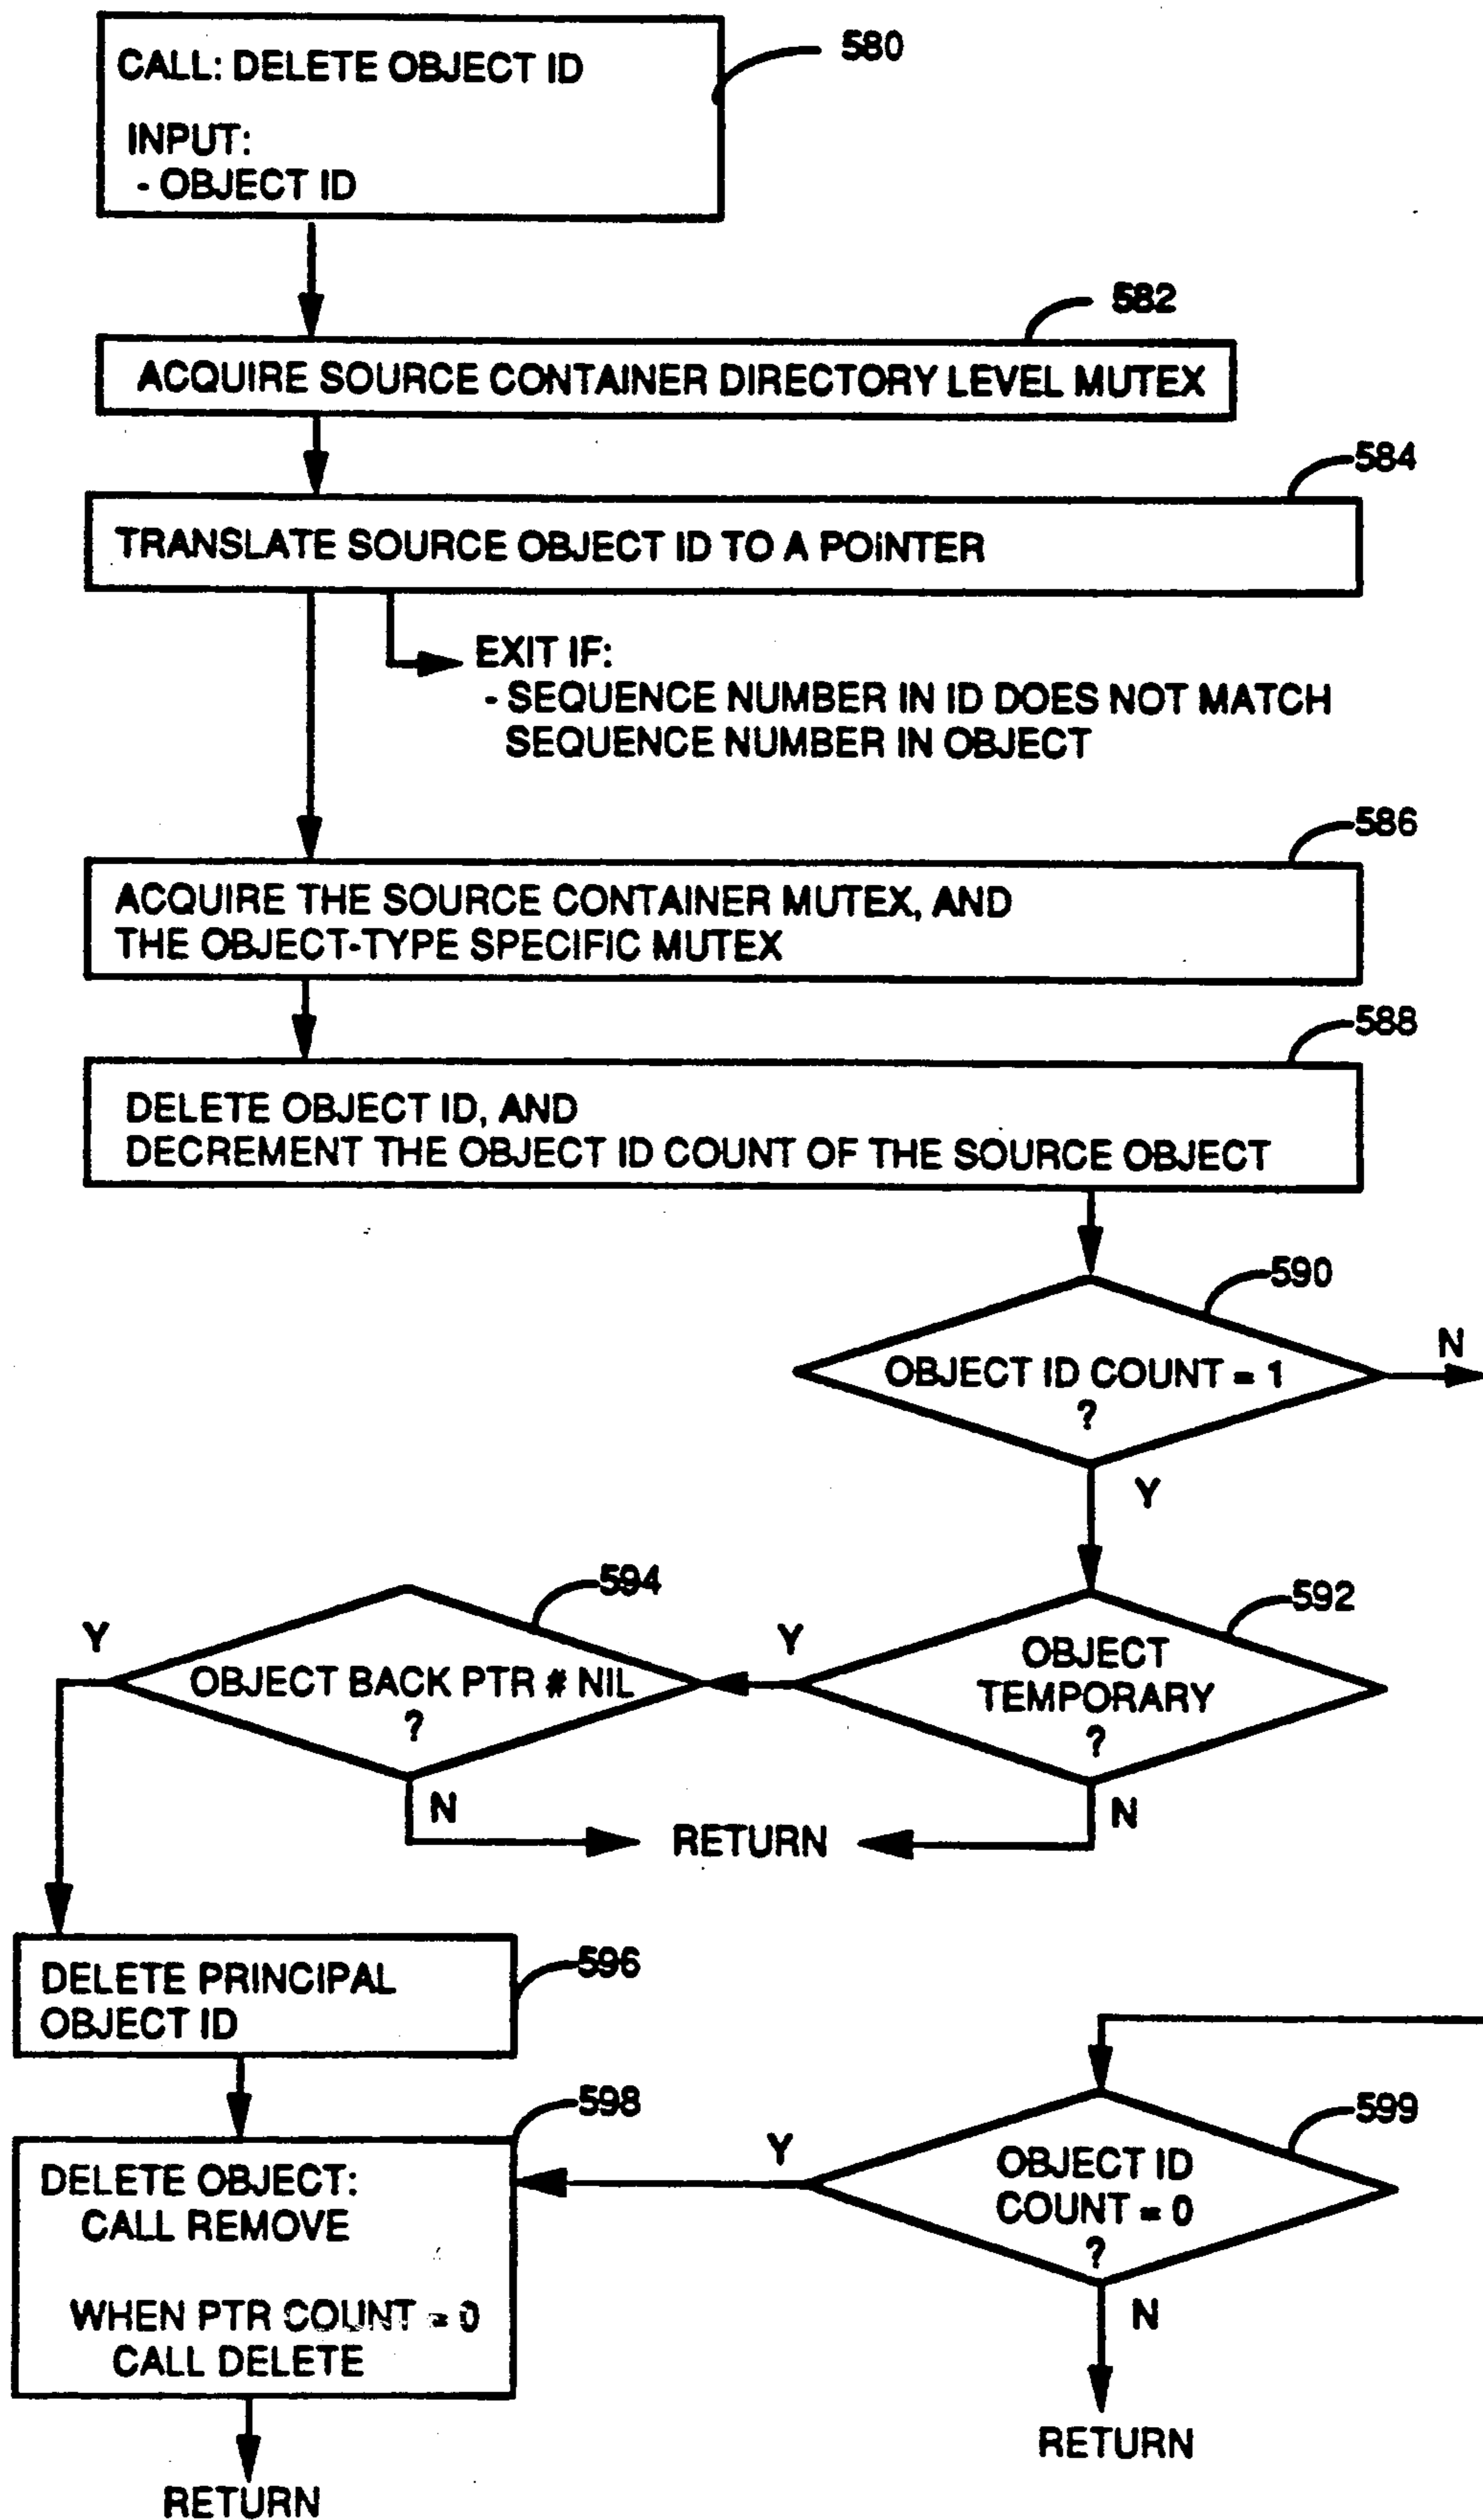 CALL: DELETE OBJECT ID
580
INPUT:
- OBJECT ID
582
ACQUIRE SOURCE CONTAINER DIRECTORY LEVEL MUTEX
584
TRANSLATE SOURCE OBJECT ID TO A POINTER
EXIT IF:
- SEQUENCE NUMBER IN ID DOES NOT MATCH
SEQUENCE NUMBER IN OBJECT
586
ACQUIRE THE SOURCE CONTAINER MUTEX, AND
THE OBJECT-TYPE SPECIFIC MUTEX
588
DELETE OBJECT ID, AND
DECREMENT THE OBJECT ID COUNT OF THE SOURCE OBJECT
590
OBJECT ID COUNT = 1
?
N
Y
594
592
Y
OBJECT BACK PTR # NIL
?
Y
OBJECT
TEMPORARY
?
N
RETURN
N
596
DELETE PRINCIPAL
OBJECT ID
598
599
DELETE OBJECT:
CALL REMOVE
WHEN PTR COUNT = 0
CALL DELETE
Y
OBJECT ID
COUNT = 0
?
N
RETURN
RETURN